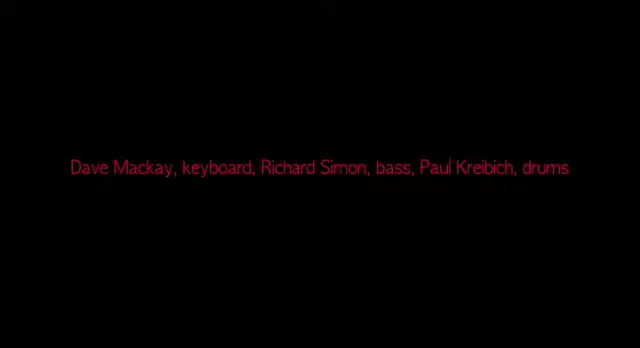 Dave Mackay, keyboard, Richard Simon, bass, Paul Kreibich, drums